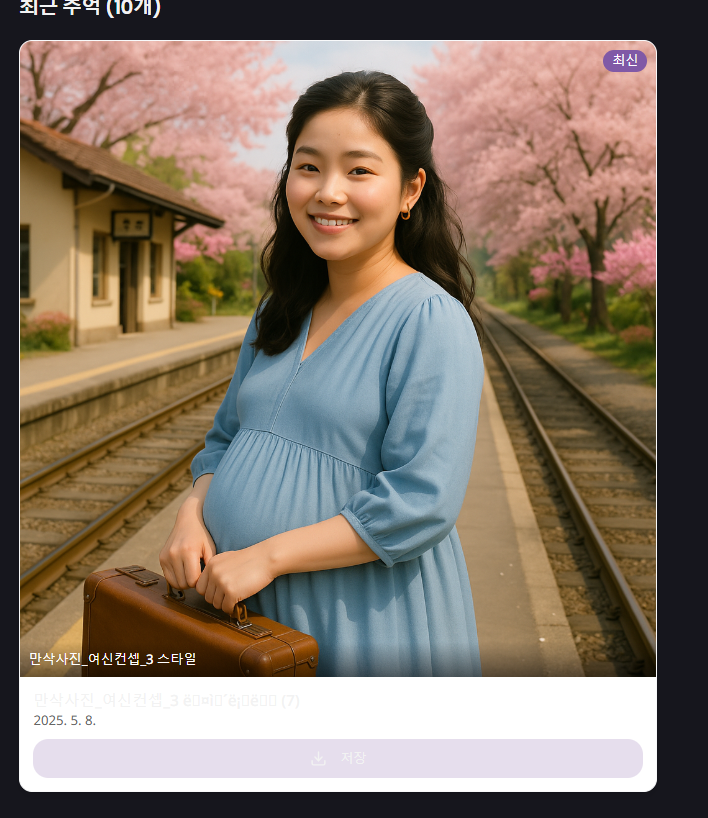 최근 추억 (10개)
최신
만삭사진_여신컨셉_3 스타일
만삭사진_여신컨셉_3 (7)
2025. 5. 8.
저장